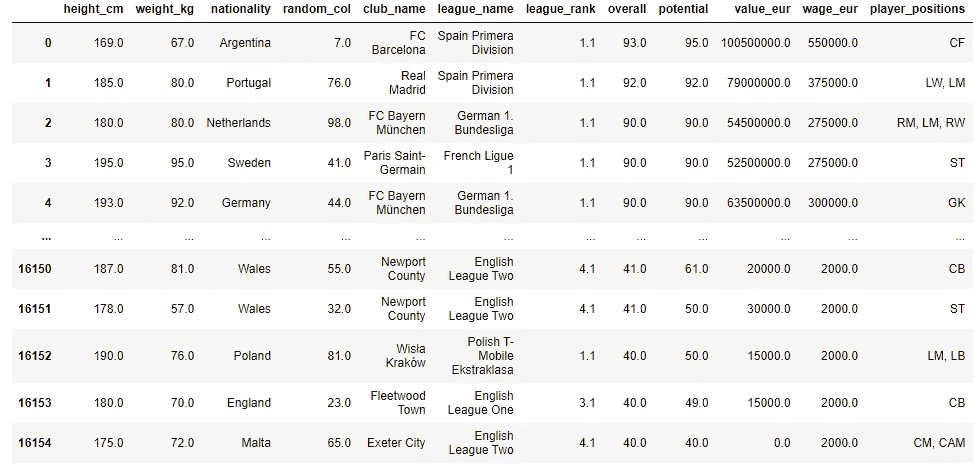 height_cm weight_kg nationality random_col club_name league_name league_rank overall potential value_eur wage_eur player_positions
0 169.0 67.0 Argentina 7.0 FC Barcelona Spain Primera Division 1.1 93.0 95.0 100500000.0 550000.0 CF
1 185.0 80.0 Portugal 76.0 Real Madrid Spain Primera Division 1.1 92.0 92.0 79000000.0 375000.0 LW, LM
2 180.0 80.0 Netherlands 98.0 FC Bayern München German 1. Bundesliga 1.1 90.0 90.0 54500000.0 275000.0 RM, LM, RW
3 195.0 95.0 Sweden 41.0 Paris Saint-Germain French Ligue 1 1.1 90.0 90.0 52500000.0 275000.0 ST
4 193.0 92.0 Germany 44.0 FC Bayern München German 1. Bundesliga 1.1 90.0 90.0 63500000.0 300000.0 GK
... ... ... ... ... ... ... ... ... ... ... ... ...
16150 187.0 81.0 Wales 55.0 Newport County English League Two 4.1 41.0 61.0 20000.0 2000.0 CB
16151 178.0 57.0 Wales 32.0 Newport County English League Two 4.1 41.0 50.0 30000.0 2000.0 ST
16152 190.0 76.0 Poland 81.0 Wisła Kraków Polish T-Mobile Ekstraklasa 1.1 40.0 50.0 15000.0 2000.0 LM, LB
16153 180.0 70.0 England 23.0 Fleetwood Town English League One 3.1 40.0 49.0 15000.0 2000.0 CB
16154 175.0 72.0 Malta 65.0 Exeter City English League Two 4.1 40.0 40.0 0.0 2000.0 CM, CAM